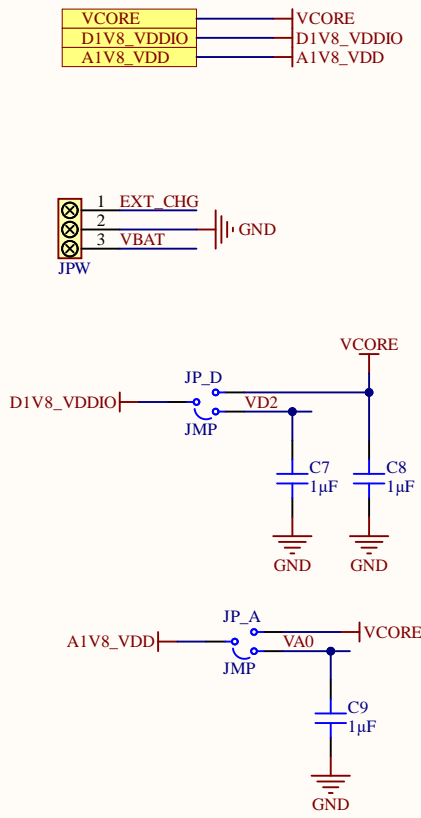 VCORE VCORE
D1V8_VDDIO D1V8_VDDIO
A1V8_VDD A1V8_VDD
1 EXT_CHG
2 GND
3 VBAT
JPW
VCORE
JP_D
D1V8_VDDIO VD2
JMP
C7 C8
1µF 1µF
GND GND
JP_A
VCORE
A1V8_VDD VA0
JMP
C9
1µF
GND